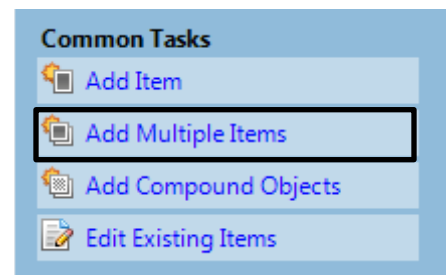 Common Tasks
Add Item
Add Multiple Items
Add Compound Objects
Edit Existing Items